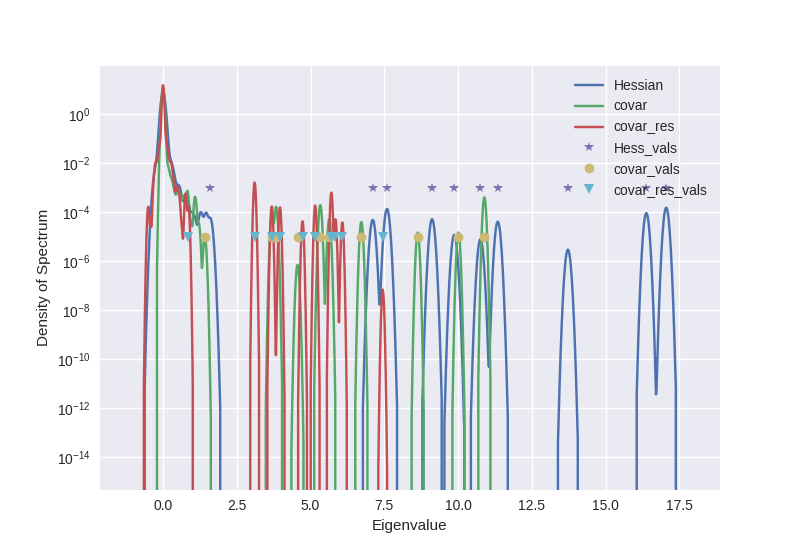 Hessian
covar
covar_res
Hess_vals
covar_vals
covar_res_vals
Density of Spectrum
10⁰
10⁻²
10⁻⁴
10⁻⁶
10⁻⁸
10⁻¹⁰
10⁻¹²
10⁻¹⁴
0.0 2.5 5.0 7.5 10.0 12.5 15.0 17.5
Eigenvalue